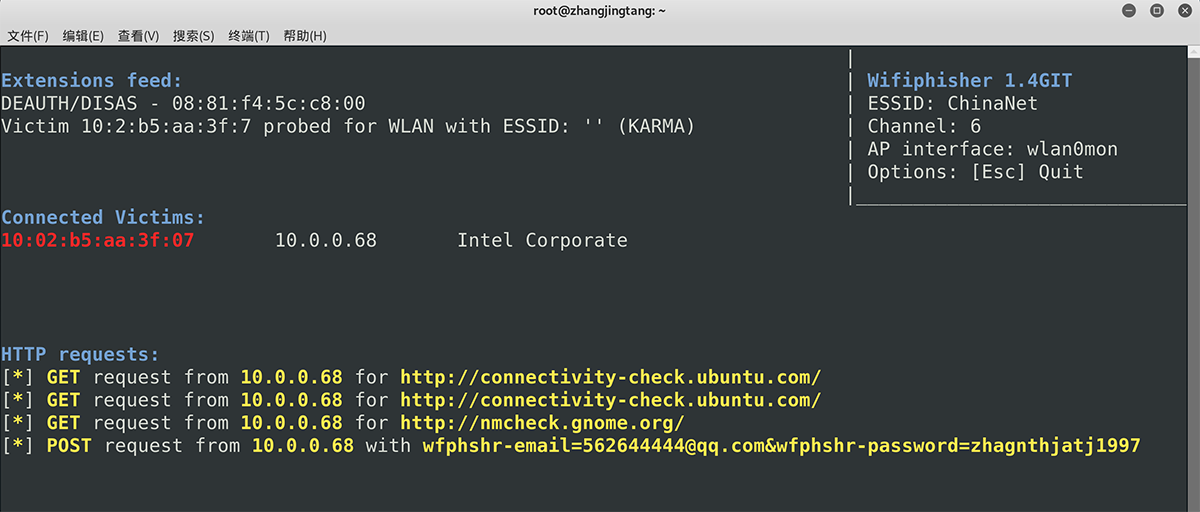 root@zhangjingtang: ~
文件(F) 编辑(E) 查看(V) 搜索(S) 终端(T) 帮助(H)
Extensions feed:
DEAUTH/DISAS - 08:81:f4:5c:c8:00
Victim 10:2:b5:aa:3f:7 probed for WLAN with ESSID: '' (KARMA)
| Wifiphisher 1.4GIT
| ESSID: ChinaNet
| Channel: 6
| AP interface: wlan0mon
| Options: [Esc] Quit
Connected Victims:
10:02:b5:aa:3f:07 10.0.0.68 Intel Corporate
HTTP requests:
[*] GET request from 10.0.0.68 for http://connectivity-check.ubuntu.com/
[*] GET request from 10.0.0.68 for http://connectivity-check.ubuntu.com/
[*] GET request from 10.0.0.68 for http://nmcheck.gnome.org/
[*] POST request from 10.0.0.68 with wfphshr-email=562644444@qq.com&wfphshr-password=zhagnthjatj1997